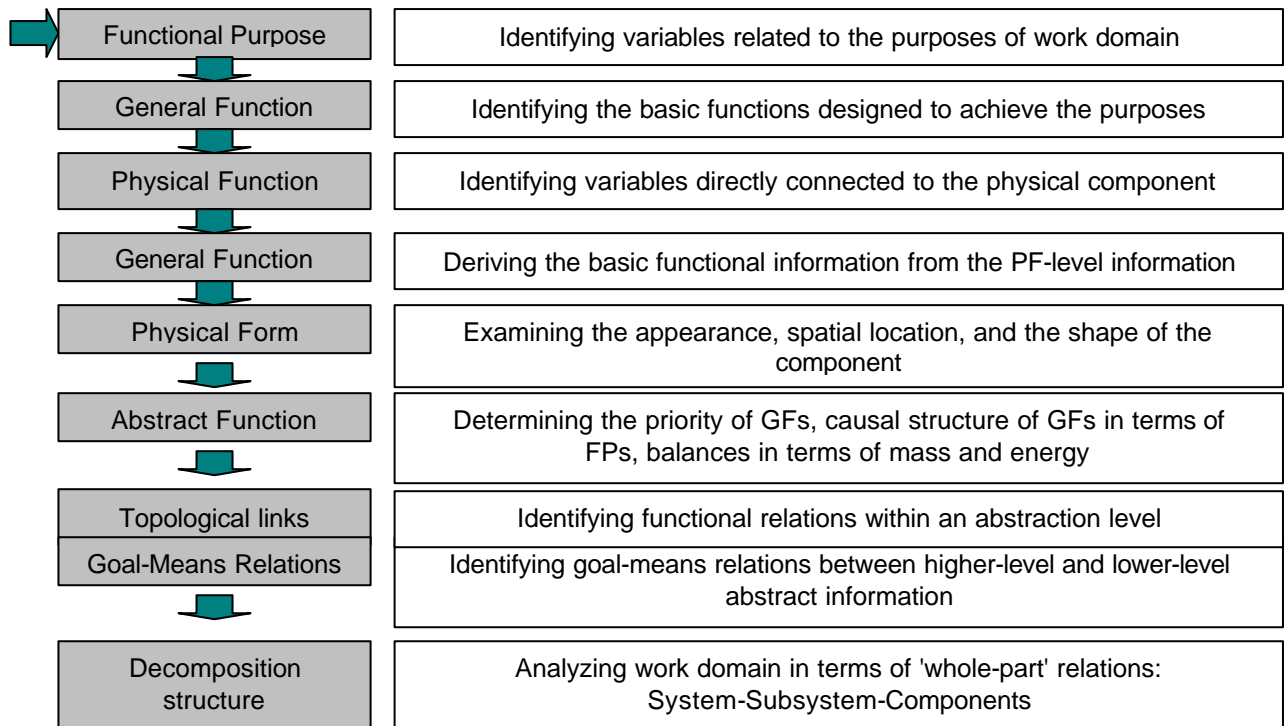 Functional Purpose
Identifying variables related to the purposes of work domain
General Function
Identifying the basic functions designed to achieve the purposes
Physical Function
Identifying variables directly connected to the physical component
General Function
Deriving the basic functional information from the PF-level information
Physical Form
Examining the appearance, spatial location, and the shape of the
component
Abstract Function
Determining the priority of GFs, causal structure of GFs in terms of
FPs, balances in terms of mass and energy
Topological links
Identifying functional relations within an abstraction level
Goal-Means Relations
Identifying goal-means relations between higher-level and lower-level
abstract information
Decomposition
structure
Analyzing work domain in terms of 'whole-part' relations:
System-Subsystem-Components